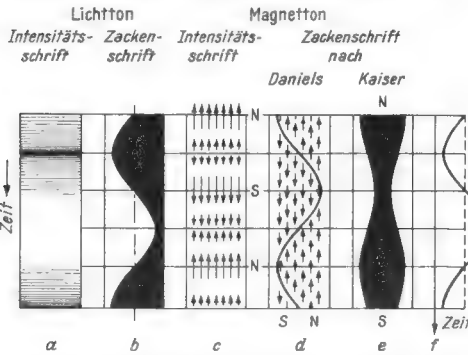 Lichtton Magnetton
Intensitäts- Zacken- Intensitäts- Zackenschrift
schrift schrift schrift nach
Daniels Kaiser
N N
S
Zeit
N
S N S Zeit
a b c d e f